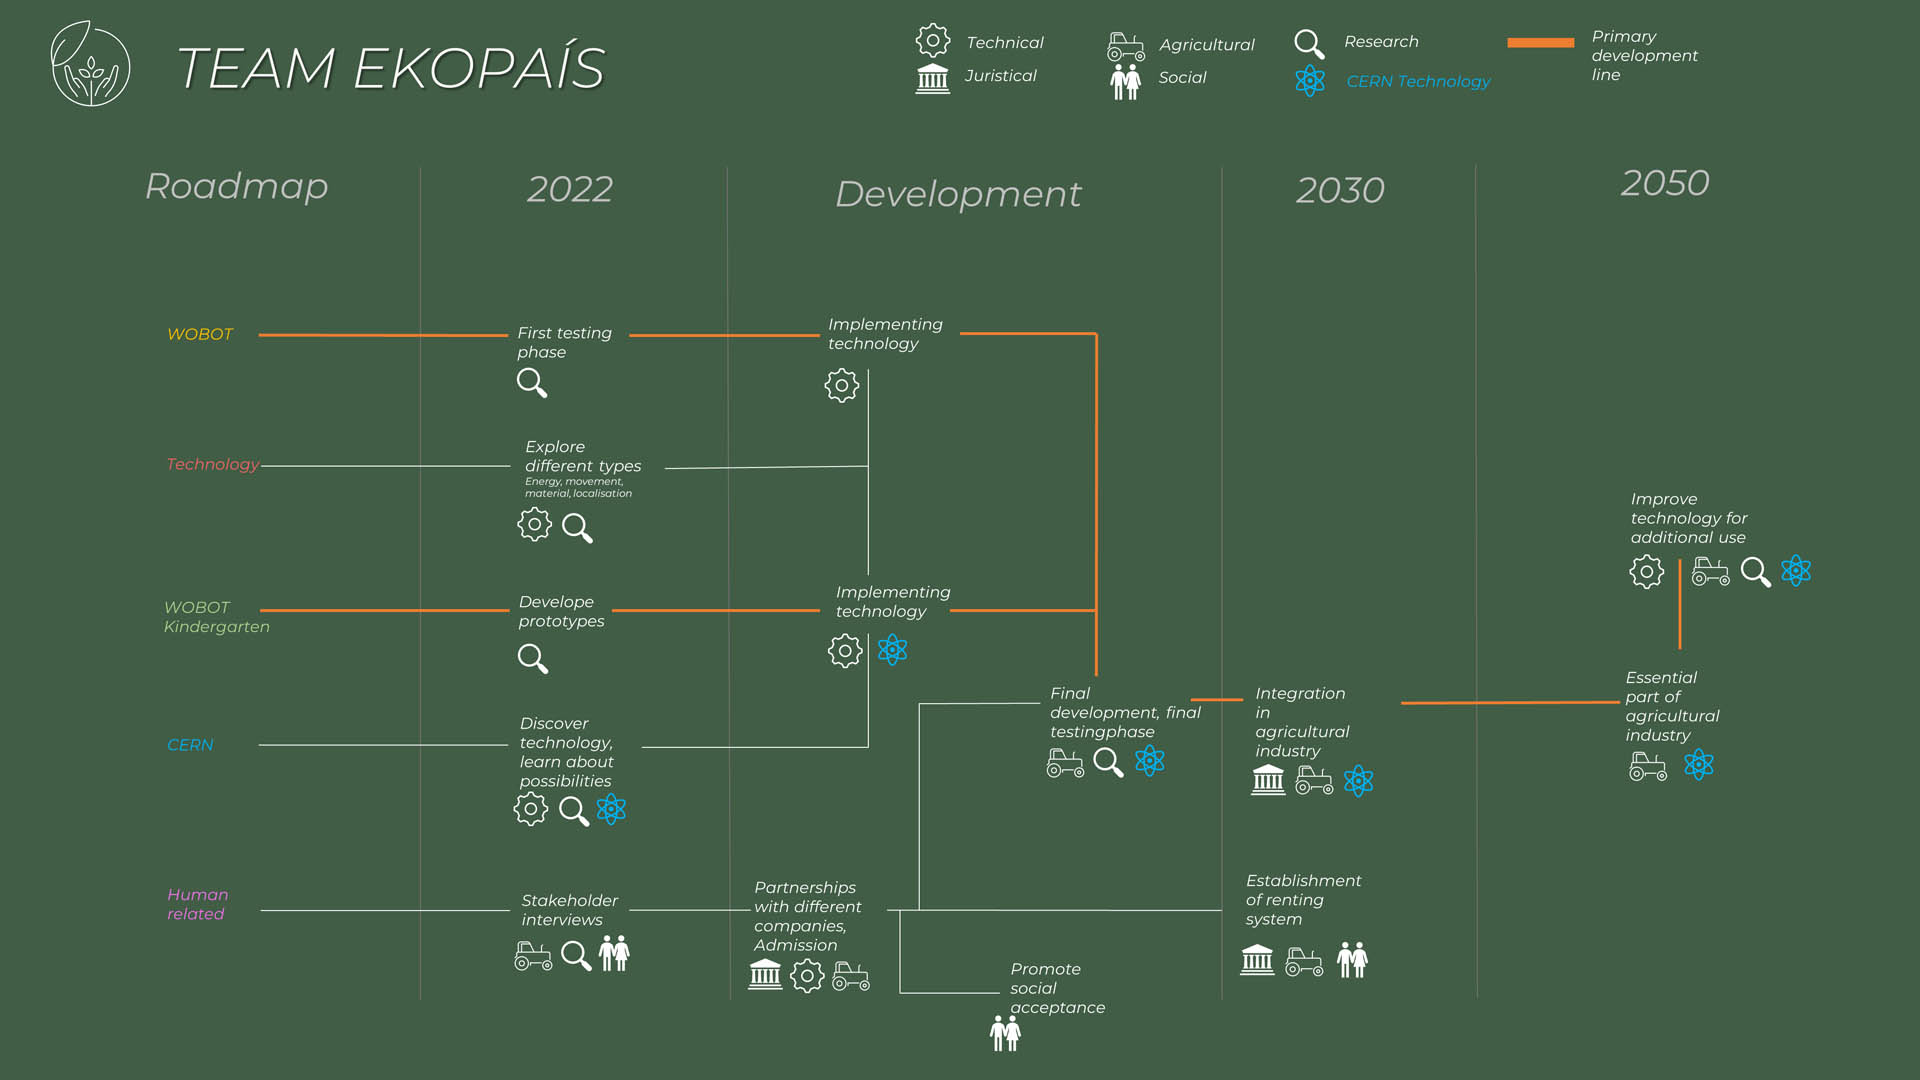 TEAM EKOPAÍS
Technical
Juristical
Agricultural
Social
Research
CERN Technology
Primary
development
line
Roadmap
2022
Development
2030
2050
WOBOT
First testing
phase
Implementing
technology
Technology
Explore
different types
Energy, movement,
material, localisation
WOBOT
Kindergarten
Develope
prototypes
Implementing
technology
CERN
Discover
technology,
learn about
possibilities
Final
development, final
testingphase
Integration
in
agricultural
industry
Improve
technology for
additional use
Essential
part of
agricultural
industry
Human
related
Stakeholder
interviews
Partnerships
with different
companies,
Admission
Promote
social
acceptance
Establishment
of renting
system